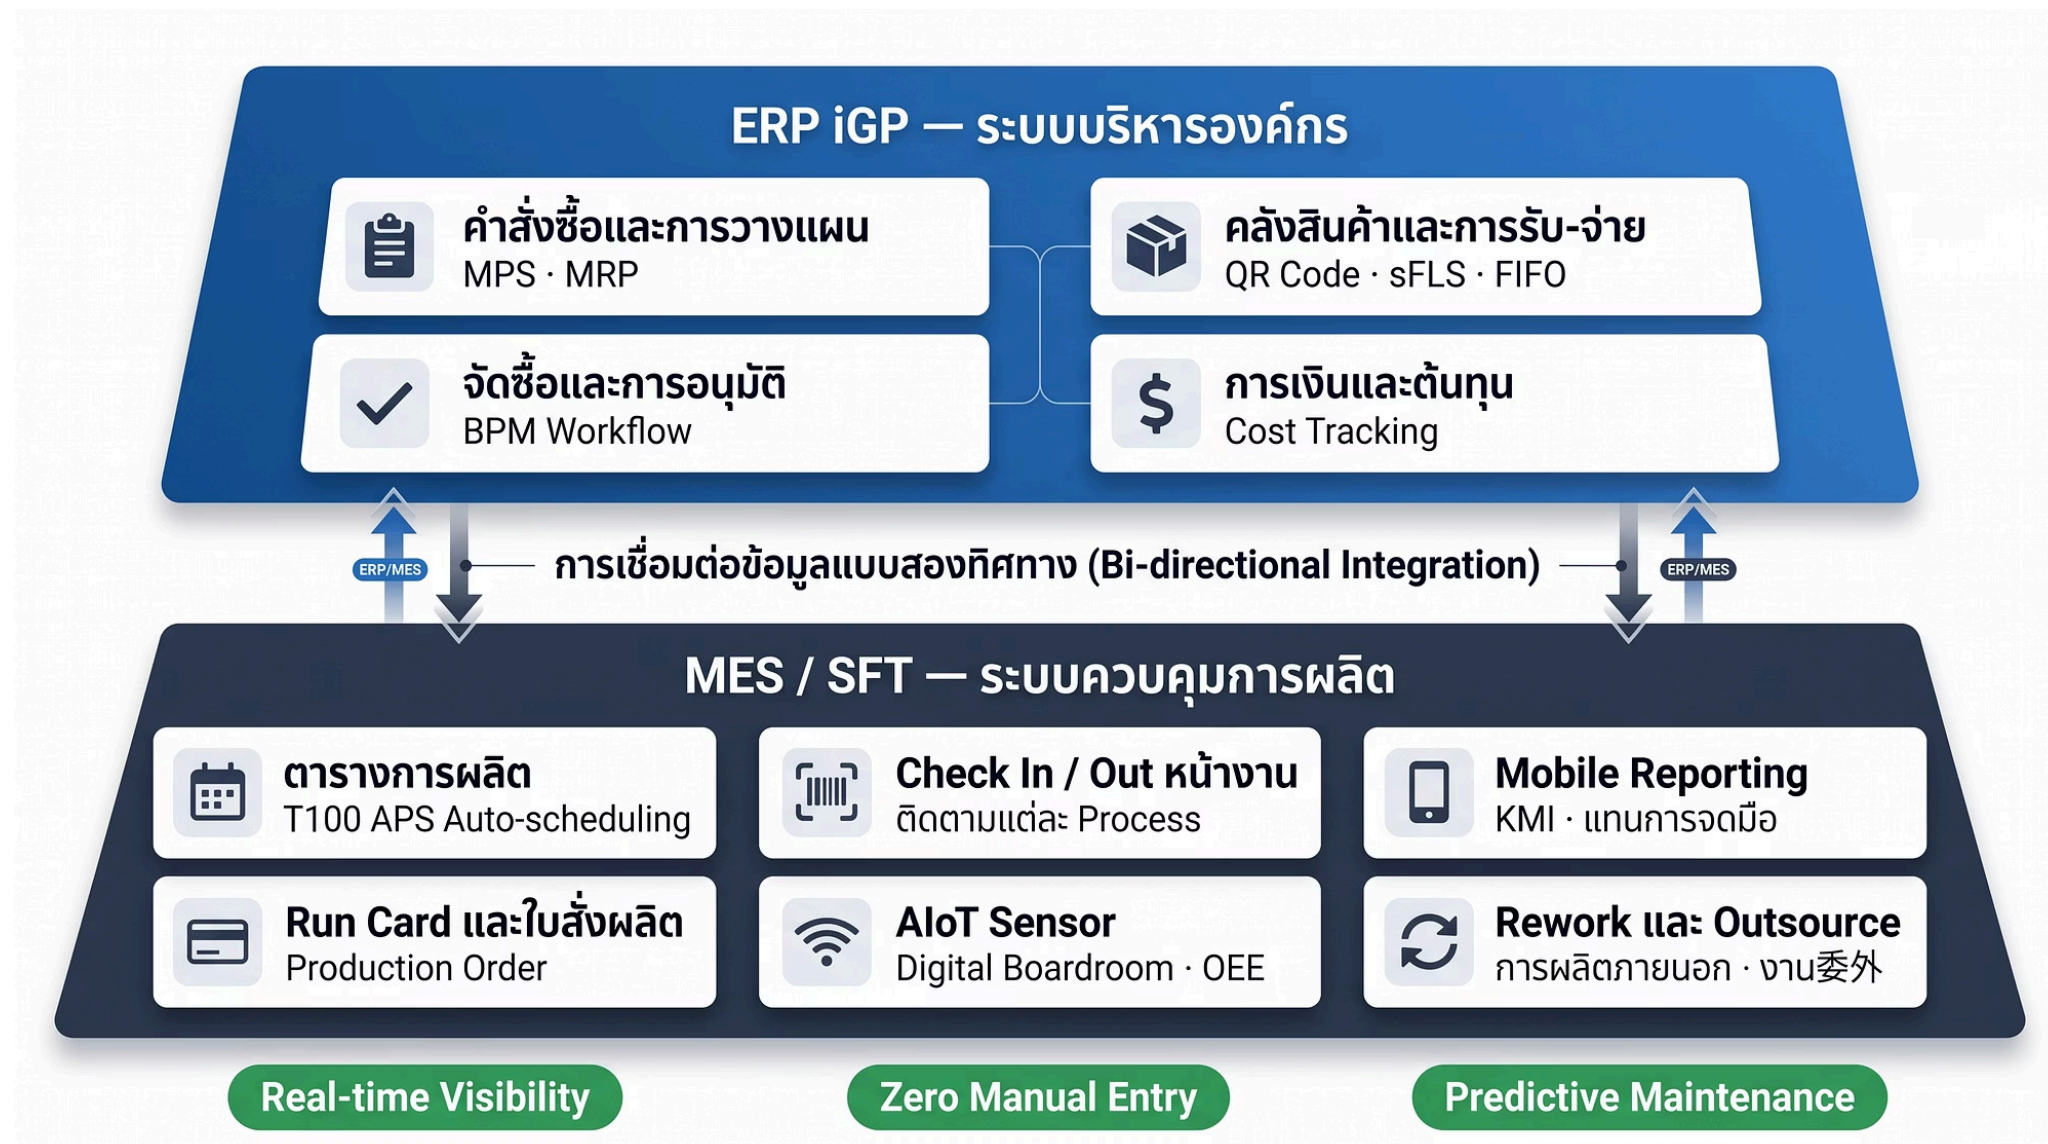 ERP iGP — ระบบบริหารองค์กร
คำสั่งซื้อและการวางแผน
MPS · MRP
คลังสินค้าและการรับ-จ่าย
QR Code · sFLS · FIFO
จัดซื้อและการอนุมัติ
BPM Workflow
การเงินและต้นทุน
Cost Tracking
ERP/MES
การเชื่อมต่อข้อมูลแบบสองทิศทาง (Bi-directional Integration)
ERP/MES
MES / SFT — ระบบควบคุมการผลิต
ตารางการผลิต
T100 APS Auto-scheduling
Check In / Out หน้างาน
ติดตามแต่ละ Process
Mobile Reporting
KMI · แทนการจดมือ
Run Card และใบสั่งผลิต
Production Order
AIoT Sensor
Digital Boardroom · OEE
Rework และ Outsource
การผลิตภายนอก · งาน委外
Real-time Visibility
Zero Manual Entry
Predictive Maintenance